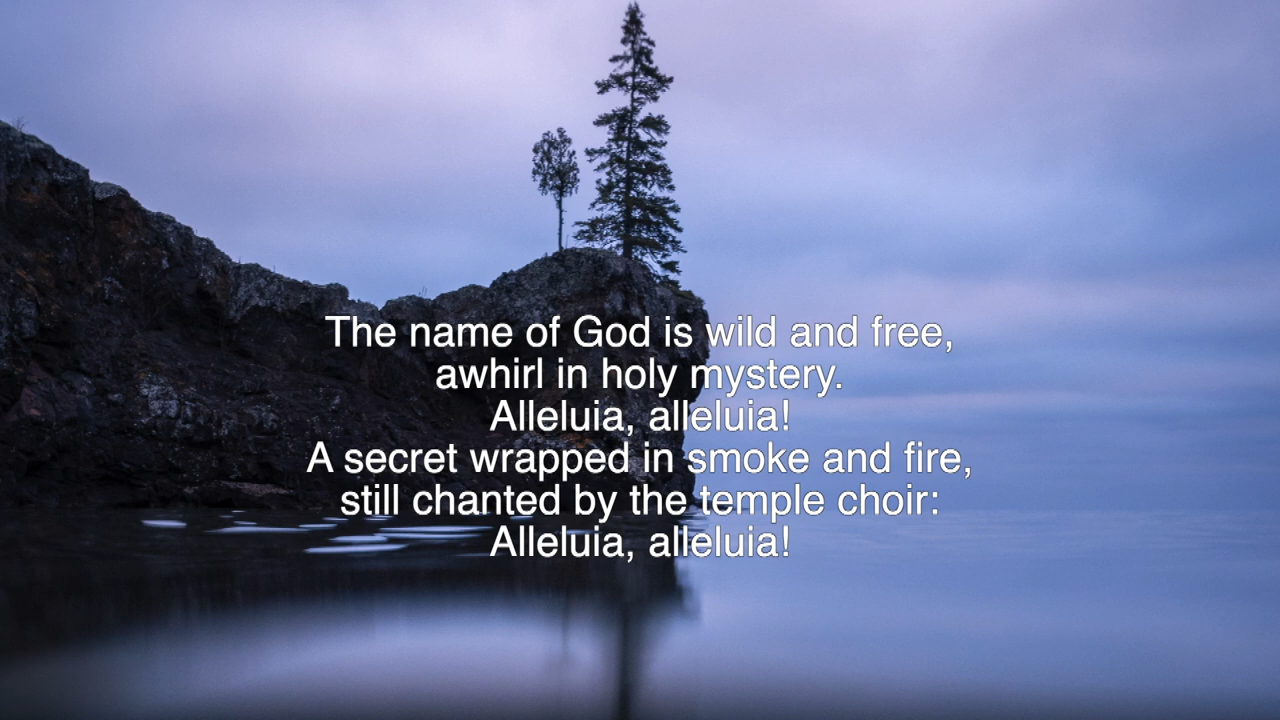 The name of God is wild and free,
awhirl in holy mystery.
Alleluia, alleluia!
A secret wrapped in smoke and fire,
still chanted by the temple choir:
Alleluia, alleluia!